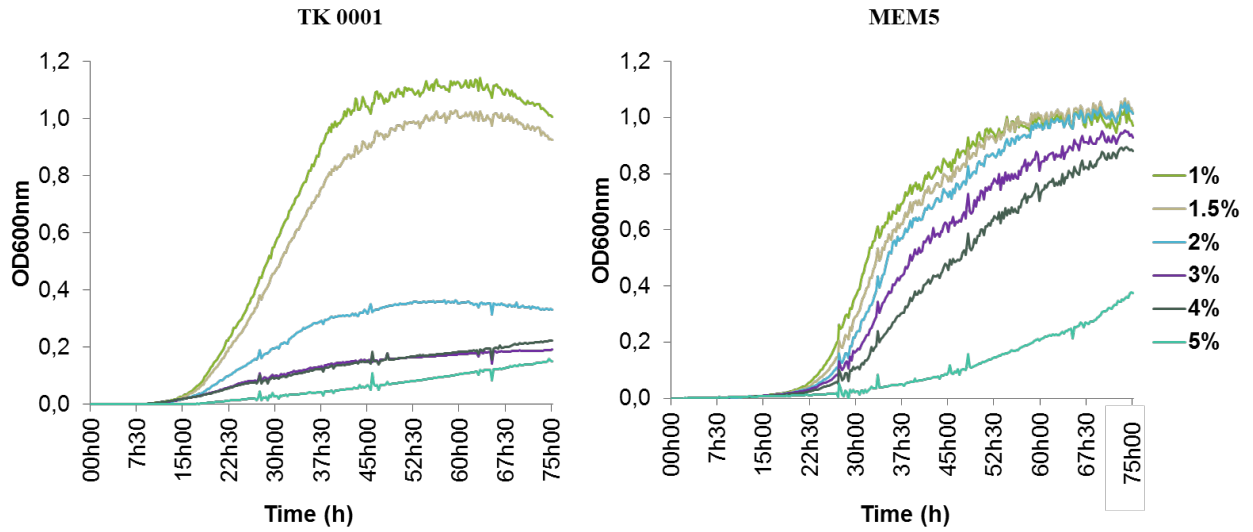 TK 0001
MEM5
OD600nm
1,2
1,0
0,8
0,6
0,4
0,2
0,0
00h00
7h30
15h00
22h30
30h00
37h30
45h00
52h30
60h00
67h30
75h00
Time (h)
OD600nm
1,2
1,0
0,8
0,6
0,4
0,2
0,0
00h00
7h30
15h00
22h30
30h00
37h30
45h00
52h30
60h00
67h30
75h00
Time (h)
1%
1.5%
2%
3%
4%
5%